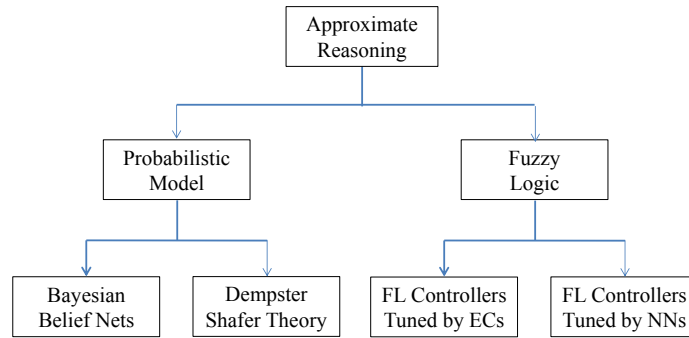 Approximate
Reasoning
Probabilistic
Model
Fuzzy
Logic
Bayesian
Belief Nets
Dempster
Shafer Theory
FL Controllers
Tuned by ECs
FL Controllers
Tuned by NNs